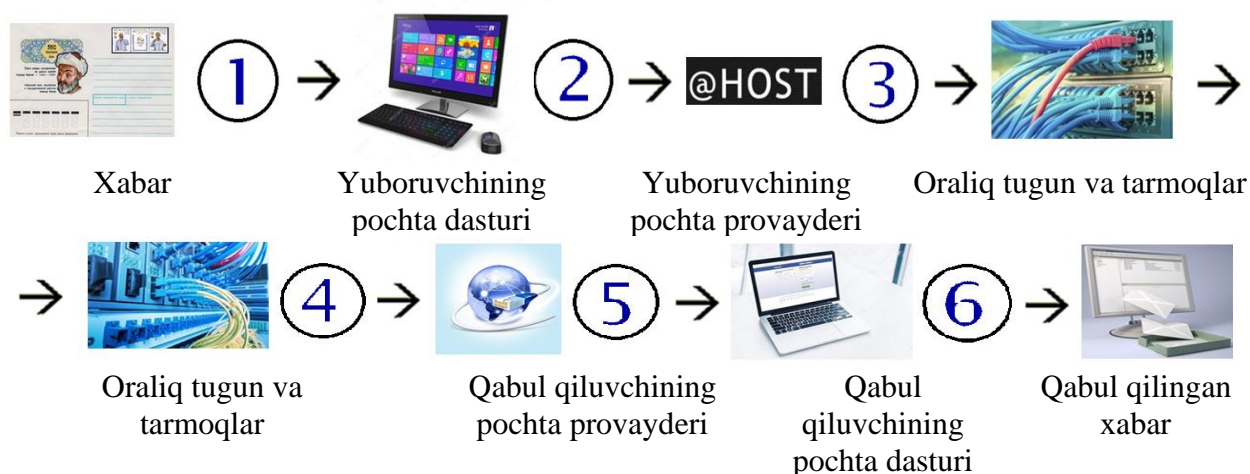 1
2
@HOST
3
Xabar
Yuboruvchining
pochta dasturi
Yuboruvchining
pochta provayderi
Oraliq tugun va tarmoqlar
4
5
6
Oraliq tugun va
tarmoqlar
Qabul qiluvchining
pochta provayderi
Qabul
qiluvchining
pochta dasturi
Qabul qilingan
xabar